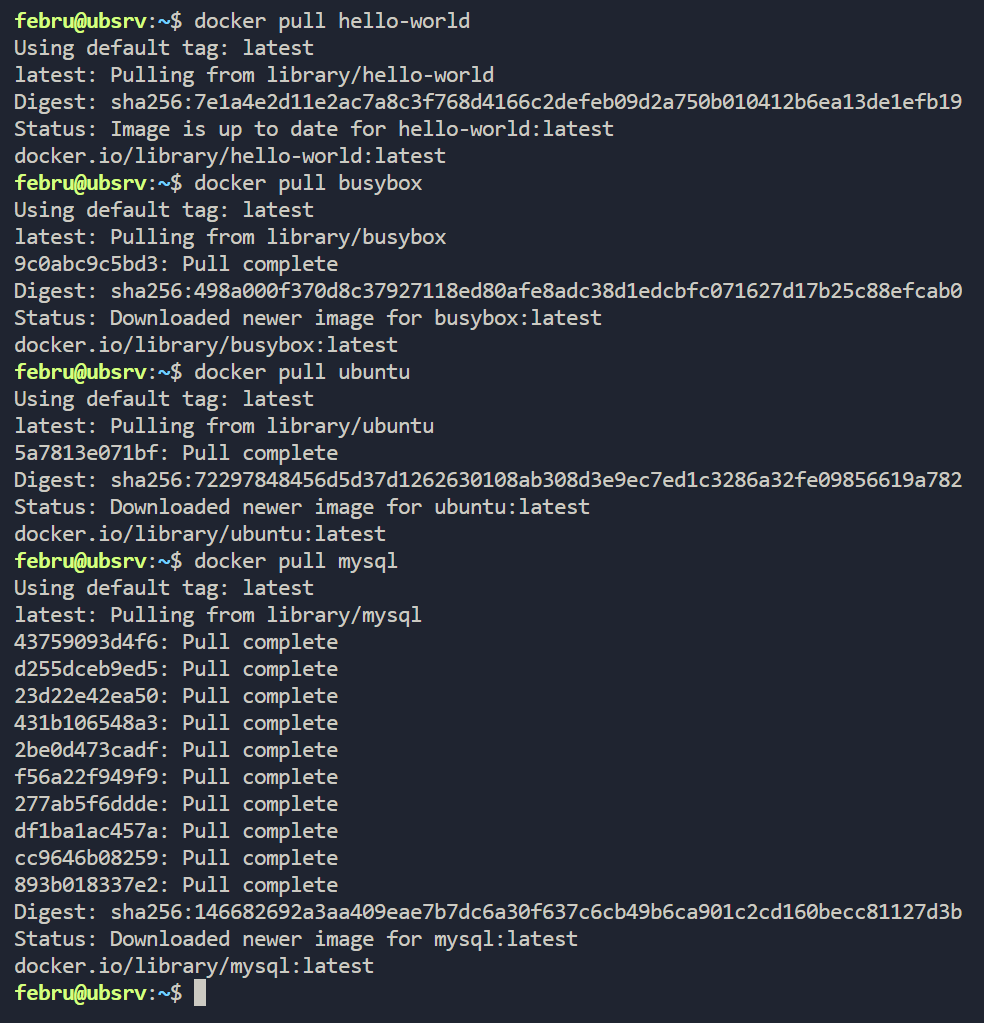 febru@ubsrv:~$ docker pull hello-world
Using default tag: latest
latest: Pulling from library/hello-world
Digest: sha256:7e1a4e2d11e2ac7a8c3f768d4166c2defeb09d2a750b010412b6ea13de1efb19
Status: Image is up to date for hello-world:latest
docker.io/library/hello-world:latest
febru@ubsrv:~$ docker pull busybox
Using default tag: latest
latest: Pulling from library/busybox
9c0abc9c5bd3: Pull complete
Digest: sha256:498a000f370d8c37927118ed80afe8adc38d1edcbfc071627d17b25c88efcab0
Status: Downloaded newer image for busybox:latest
docker.io/library/busybox:latest
febru@ubsrv:~$ docker pull ubuntu
Using default tag: latest
latest: Pulling from library/ubuntu
5a7813e071bf: Pull complete
Digest: sha256:72297848456d5d37d1262630108ab308d3e9ec7ed1c3286a32fe09856619a782
Status: Downloaded newer image for ubuntu:latest
docker.io/library/ubuntu:latest
febru@ubsrv:~$ docker pull mysql
Using default tag: latest
latest: Pulling from library/mysql
43759093d4f6: Pull complete
d255dceb9ed5: Pull complete
23d22e42ea50: Pull complete
431b106548a3: Pull complete
2be0d473cadf: Pull complete
f56a22f949f9: Pull complete
277ab5f6ddde: Pull complete
df1ba1ac457a: Pull complete
cc9646b08259: Pull complete
893b018337e2: Pull complete
Digest: sha256:146682692a3aa409eae7b7dc6a30f637c6cb49b6ca901c2cd160becc81127d3b
Status: Downloaded newer image for mysql:latest
docker.io/library/mysql:latest
febru@ubsrv:~$